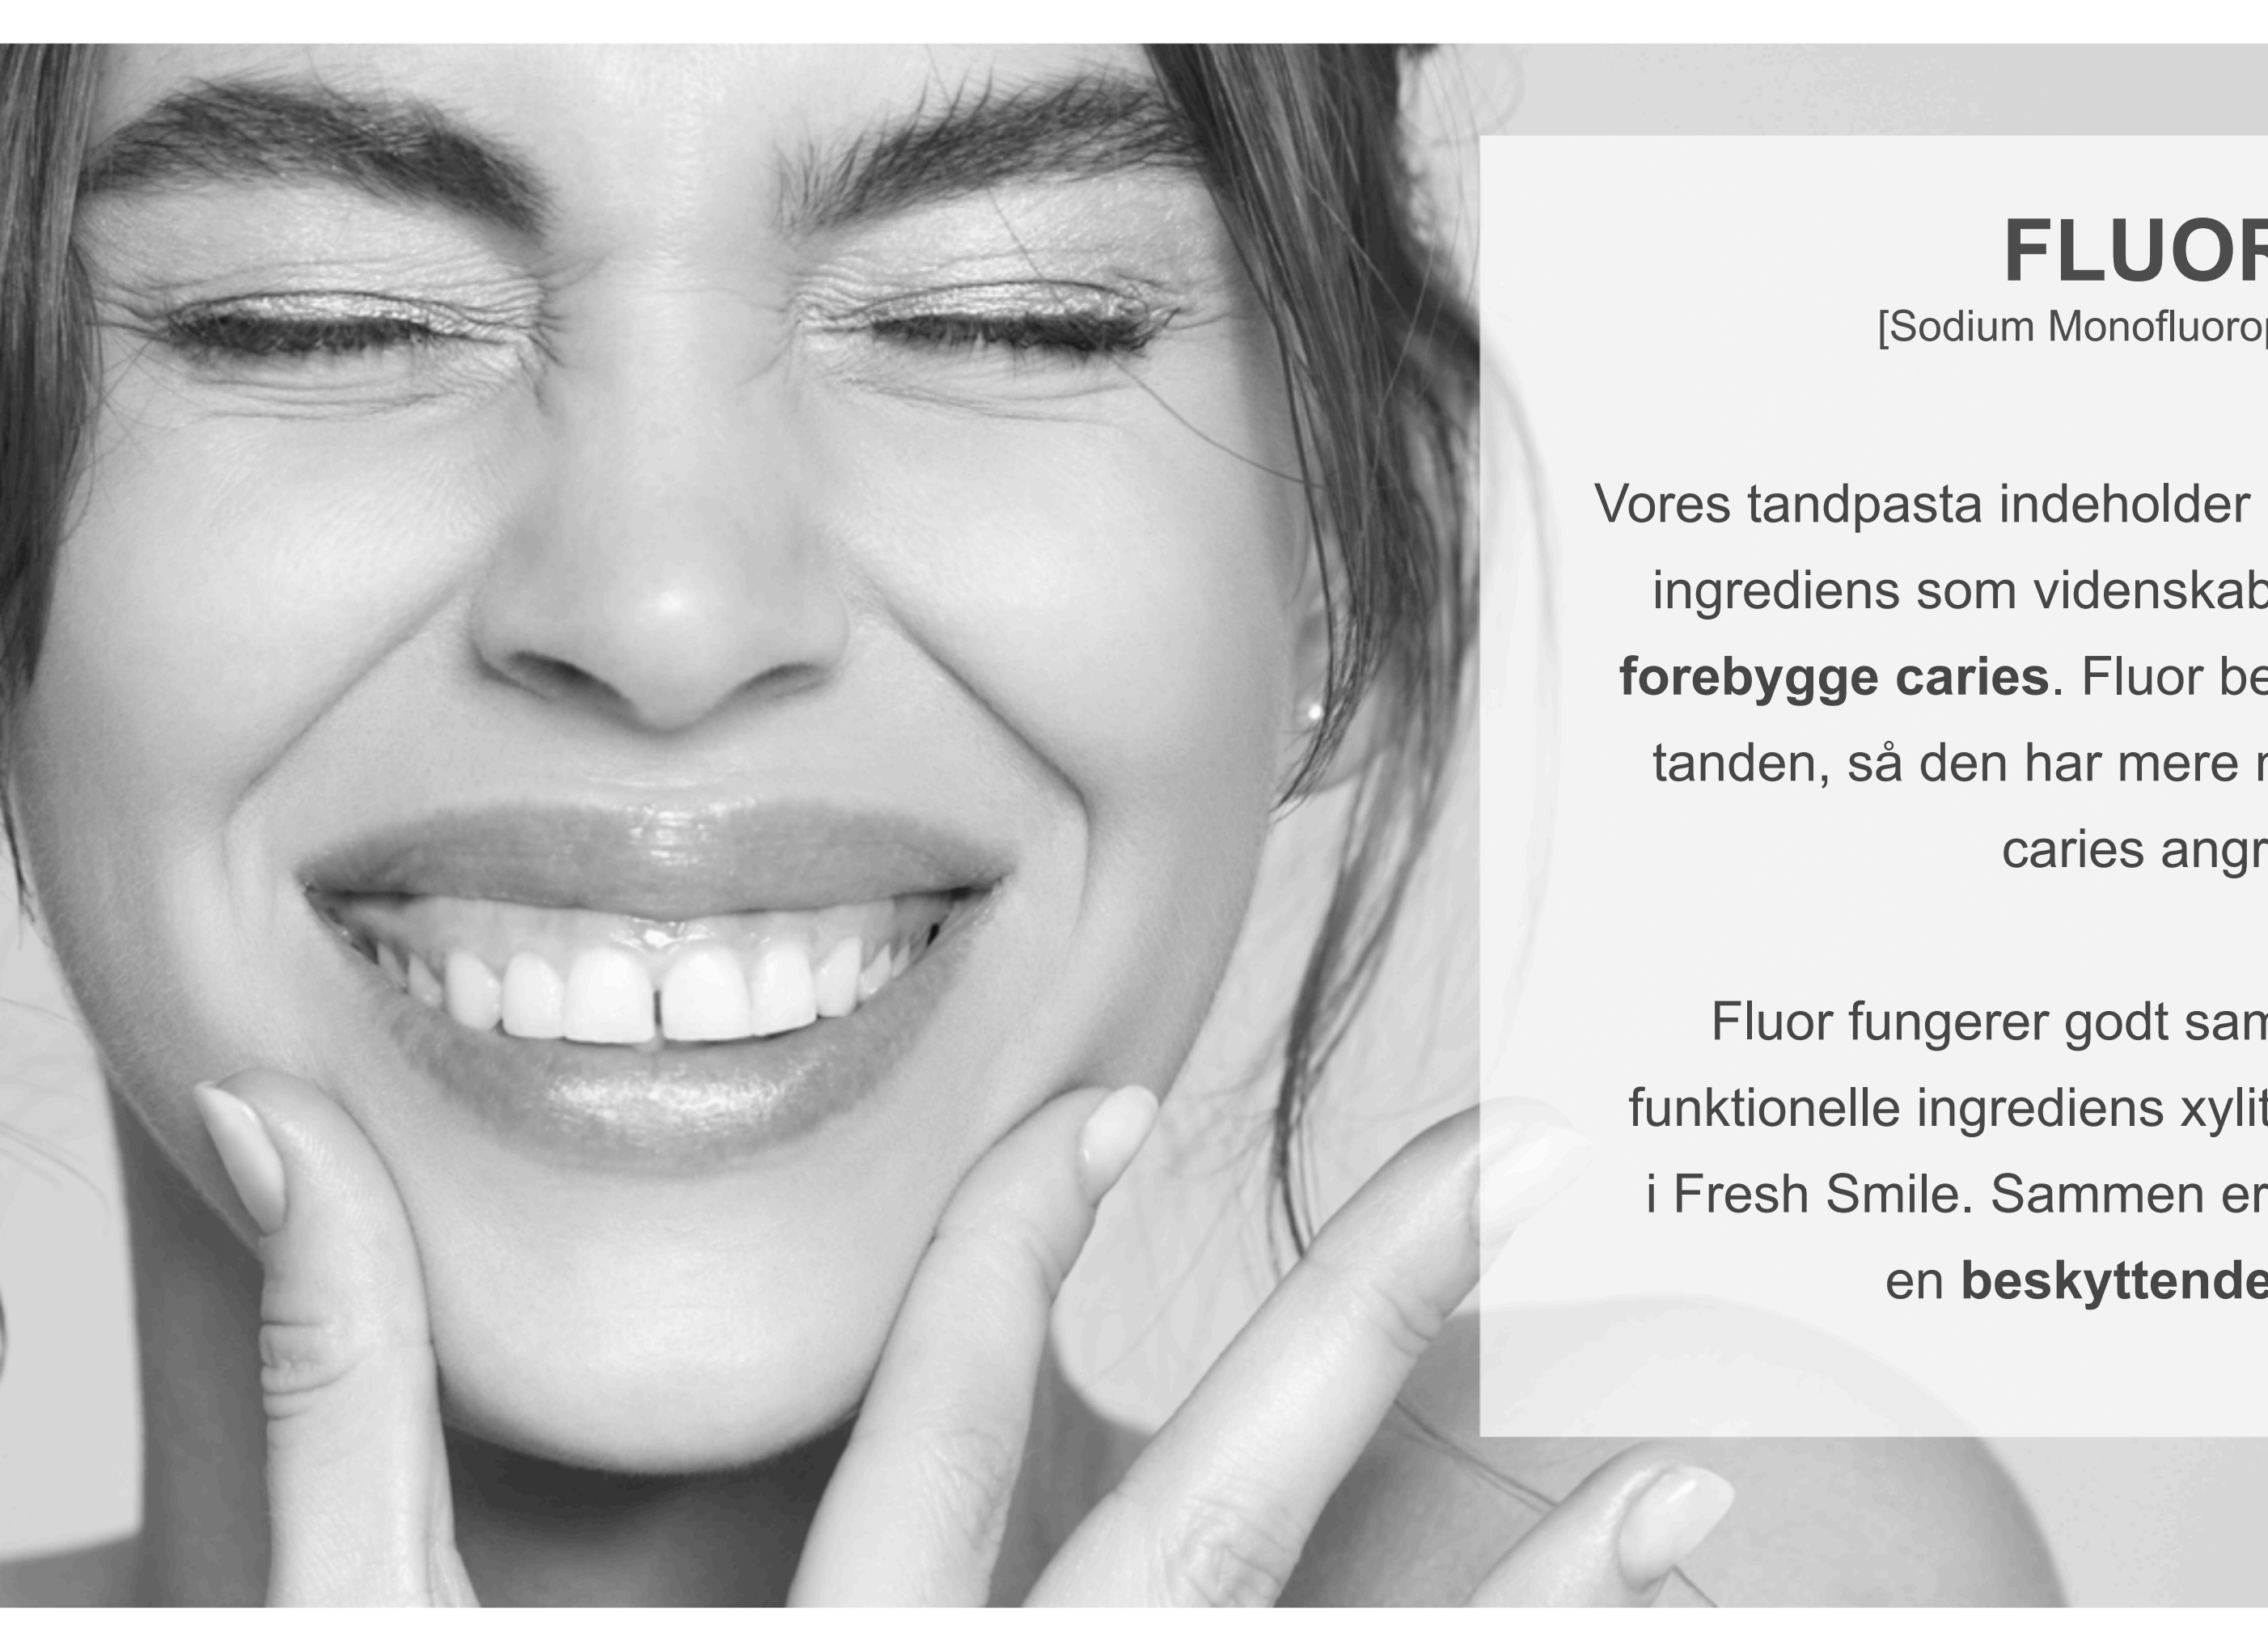 FLUOR
[Sodium Monofluorop
Vores tandpasta indeholder
ingrediens som videnskab
forebygge caries. Fluor be
tanden, så den har mere
caries angr
Fluor fungerer godt sam
funktionelle ingrediens xylit
i Fresh Smile. Sammen er
en beskyttende